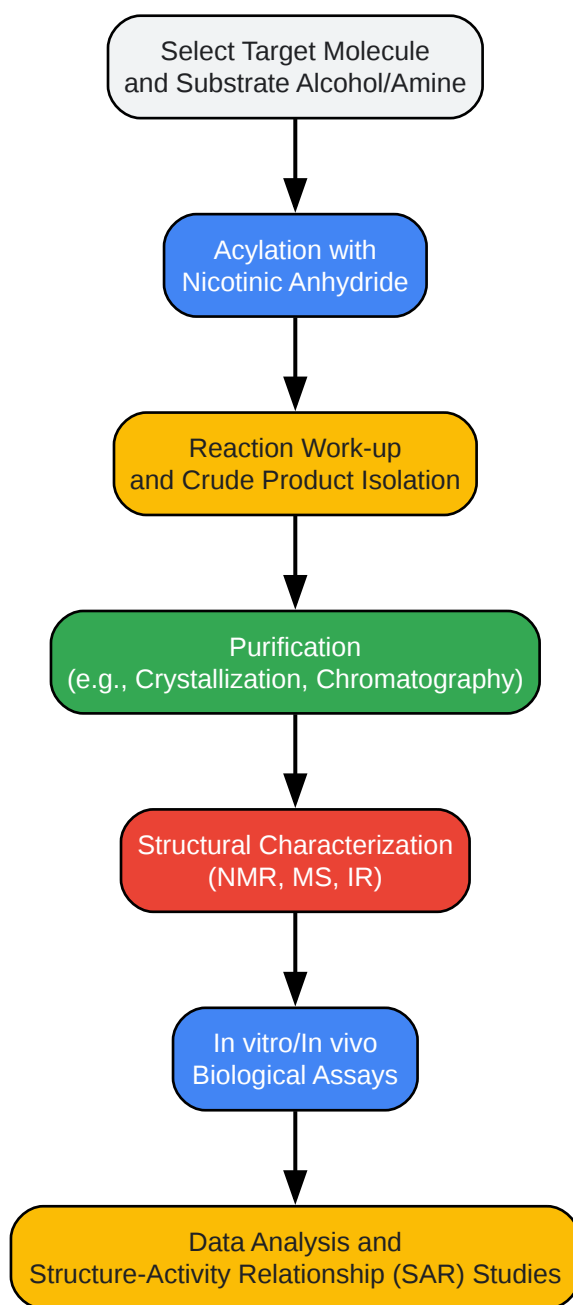 Select Target Molecule
and Substrate Alcohol/Amine
Acylation with
Nicotinic Anhydride
Reaction Work-up
and Crude Product Isolation
Purification
(e.g., Crystallization, Chromatography)
Structural Characterization
(NMR, MS, IR)
In vitro/In vivo
Biological Assays
Data Analysis and
Structure-Activity Relationship (SAR) Studies